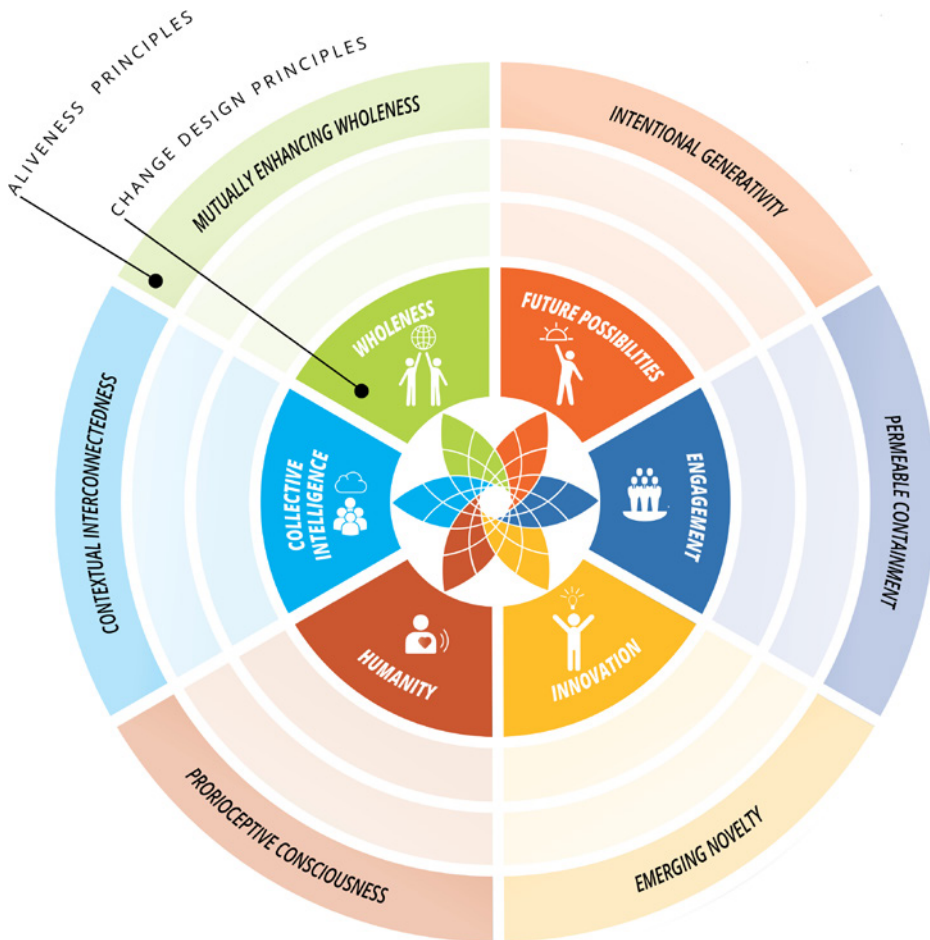 ALIVENESS PRINCIPLES
CHANGE DESIGN PRINCIPLES
MUTUALLY ENHANCING WHOLENESS
INTENTIONAL GENERATIVITY
PERMEABLE CONTAINMENT
EMERGING NOVELTY
PRORIOCEPTIVE CONSCIOUSNESS
CONTEXTUAL INTERCONNECTEDNESS
WHOLENESS
FUTURE POSSIBILITIES
ENGAGEMENT
INNOVATION
HUMANITY
COLLECTIVE
INTELLIGENCE